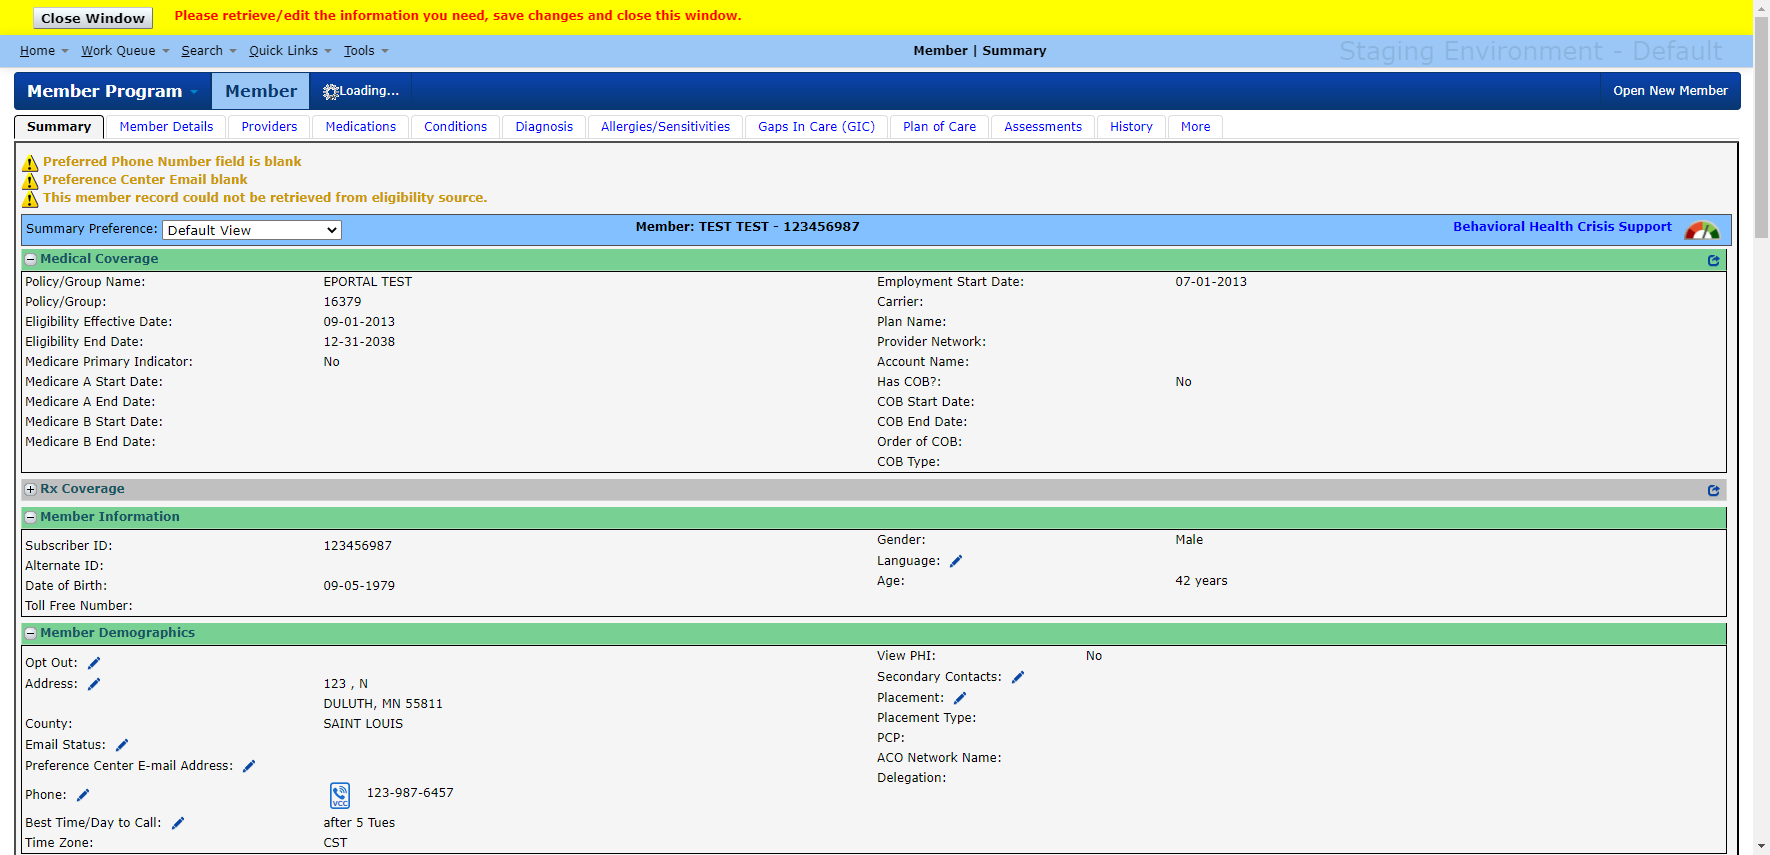 Close Window
Please retrieve/edit the information you need, save changes and close this window.
Home Work Queue Search Quick Links Tools
Member | Summary
Staging Environment - Default
Member Program Member Loading... Open New Member
Summary Member Details Providers Medications Conditions Diagnosis Allergies/Sensitivities Gaps In Care (GIC) Plan of Care Assessments History More
Preferred Phone Number field is blank
Preference Center Email blank
This member record could not be retrieved from eligibility source.
Summary Preference: Default View Member: TEST TEST - 123456987 Behavioral Health Crisis Support
Medical Coverage
Policy/Group Name: EPORTAL TEST
Policy/Group: 16379
Eligibility Effective Date: 09-01-2013
Eligibility End Date: 12-31-2038
Medicare Primary Indicator: No
Medicare A Start Date:
Medicare A End Date:
Medicare B Start Date:
Medicare B End Date:
Employment Start Date: 07-01-2013
Carrier:
Plan Name:
Provider Network:
Account Name:
Has COB?: No
COB Start Date:
COB End Date:
Order of COB:
COB Type:
Rx Coverage
Member Information
Subscriber ID: 123456987
Alternate ID:
Date of Birth: 09-05-1979
Toll Free Number:
Gender: Male
Language:
Age: 42 years
Member Demographics
Opt Out:
Address: 123 , N
DULUTH, MN 55811
County: SAINT LOUIS
Email Status:
Preference Center E-mail Address:
Phone: VCC 123-987-6457
Best Time/Day to Call: after 5 Tues
Time Zone: CST
View PHI: No
Secondary Contacts:
Placement:
Placement Type:
PCP:
ACO Network Name:
Delegation: